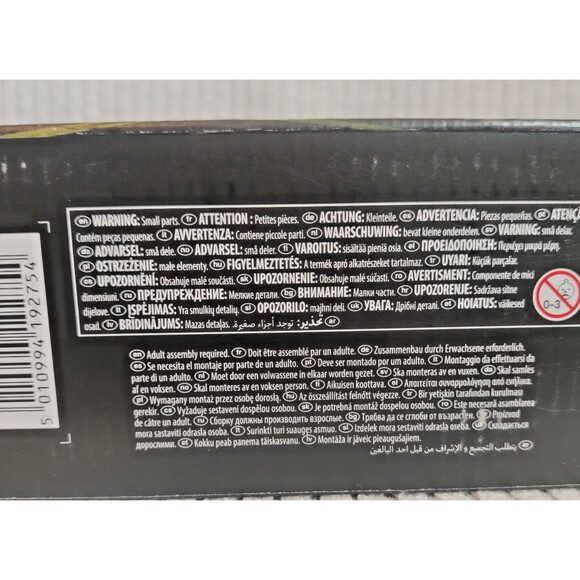 en WARNING: Small parts. fr ATTENTION : Petites pièces. de ACHTUNG: Kleinteile. es ADVERTENCIA: Piezas pequeñas. pt ATENÇÃ
Contém peças pequenas. it AVVERTENZA: Contiene piccole parti. nl WAARSCHUWING: bevat kleine onderdelen. sv VARNING: små delar.
da ADVARSEL: små dele. no ADVARSEL: små deler. fi VAROITUS: sisältää pieniä osia. el ΠΡΟΕΙΔΟΠΟΙΗΣΗ: Περιέχει μικρά μέρη.
pl OSTRZEŻENIE: małe elementy. hu FIGYELMEZTETÉS: A termék apró alkatrészeket tartalmaz. tr UYARI: Küçük parçalar.
cs UPOZORNĚNÍ: Obsahuje malé součásti. sk UPOZORNENIE: Obsahuje malé súčasti. ro AVERTISMENT: Componente de mici
dimensiuni. ru ПРЕДУПРЕЖДЕНИЕ: Мелкие детали. bg ВНИМАНИЕ: Малки части. hr UPOZORENJE: Sadržava sitne
dijelove. lt ĮSPĖJIMAS: Yra smulkių detalių. sl OPOZORILO: majhni deli. uk УВАГА: Дрібні деталі. et HOIATUS: väikesed
osad. lv BRĪDINĀJUMS: Mazas detaļas. ar تحذير: توجد أجزاء صغيرة.
0-3
en Adult assembly required. fr Doit être assemblé par un adulte. de Zusammenbau durch Erwachsene erforderlich.
es Se necesita el montaje por parte de un adulto. pt Deve ser montado por um adulto. it Montaggio da effettuarsi da
parte di un adulto. nl Moet door een volwassene in elkaar worden gezet. sv Ska monteras av en vuxen. da Skal samles
af en voksen. no Skal monteres av en voksen person. fi Aikuisen koottava. el Απαιτείται συναρμολόγηση από ενήλικα.
pl Wymagany montaż przez osobę dorosłą. hu Az összeállítást felnőtt végezze. tr Bir yetişkin tarafından kurulması
gerekir. cs Vyžaduje sestavení dospělou osobou. sk Je potrebná montáž dospelou osobou. ro Este necesară asamblarea
de către un adult. ru Сборку должны производить взрослые. bg Трябва да се сглоби от възрастен. hr Proizvod
mora sastaviti odrasla osoba. lt Surinkti turi suaugęs asmuo. sl Izdelek mora sastaviti odrasla oseba. uk Складається
дорослими. et Kokku peab panema täiskasvanu. lv Montāža ir jāveic pieaugušajiem.
ar يتطلب التجميع و الإشراف من قبل أحد البالغين
5 010994 192754